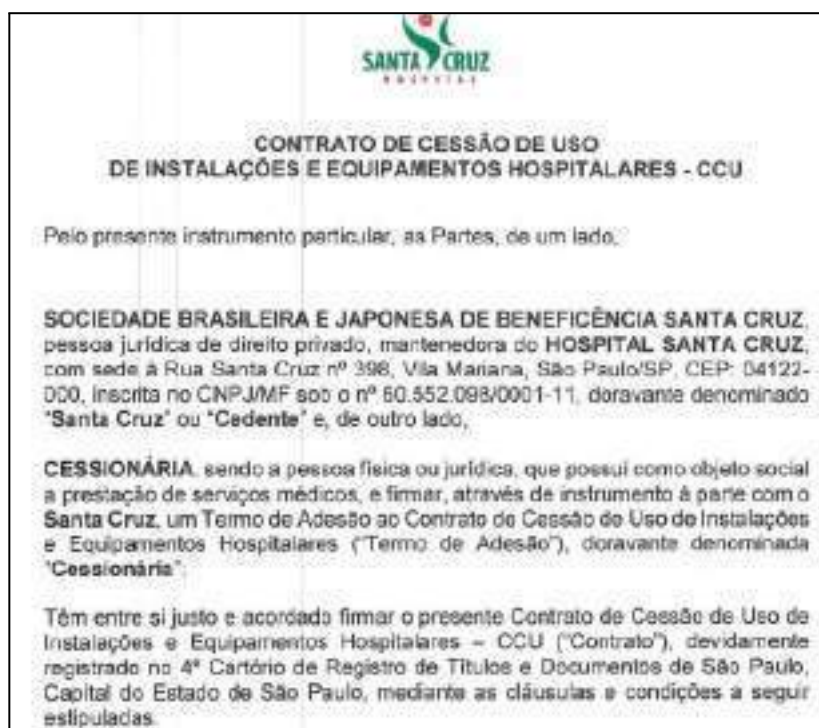 SANTA CRUZ
HOSPITAL
CONTRATO DE CESSÃO DE USO
DE INSTALAÇÕES E EQUIPAMENTOS HOSPITALARES - CCU
Pelo presente instrumento particular, as Partes, de um lado,
SOCIEDADE BRASILEIRA E JAPONESA DE BENEFICÊNCIA SANTA CRUZ,
pessoa jurídica de direito privado, mantenedora do HOSPITAL SANTA CRUZ,
com sede à Rua Santa Cruz nº 398, Vila Mariana, São Paulo/SP, CEP: 04122-
000, inscrita no CNPJ/MF sob o nº 60.552.098/0001-11, doravante denominado
"Santa Cruz" ou "Cedente" e, de outro lado,
CESSIONÁRIA, sendo a pessoa física ou jurídica, que possui como objeto social
a prestação de serviços médicos, e firmar, através de instrumento à parte com o
Santa Cruz, um Termo de Adesão ao Contrato de Cessão de Uso de Instalações
e Equipamentos Hospitalares ("Termo de Adesão"), doravante denominada
"Cessionária".
Têm entre si justo e acordado firmar o presente Contrato de Cessão de Uso de
Instalações e Equipamentos Hospitalares – CCU ("Contrato"), devidamente
registrado no 4º Cartório de Registro de Títulos e Documentos de São Paulo,
Capital do Estado de São Paulo, mediante as cláusulas e condições a seguir
estipuladas.